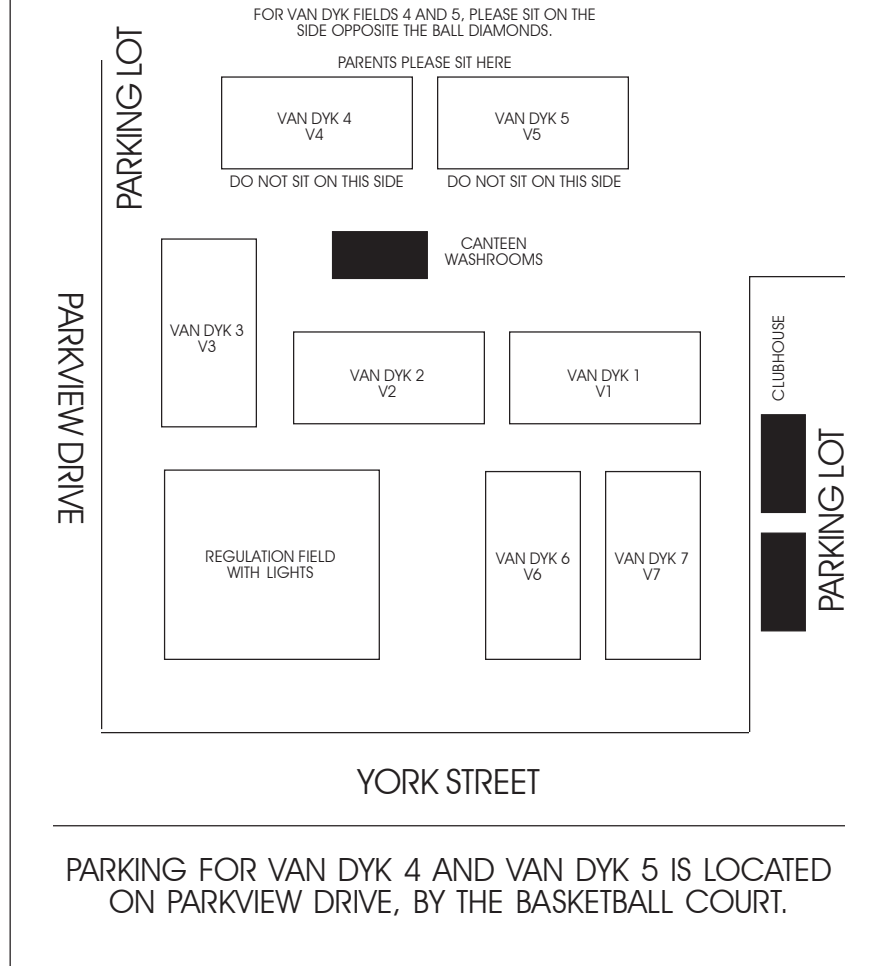 FOR VAN DYK FIELDS 4 AND 5, PLEASE SIT ON THE
SIDE OPPOSITE THE BALL DIAMONDS.
PARENTS PLEASE SIT HERE
PARKING LOT
VAN DYK 4
V4
VAN DYK 5
V5
DO NOT SIT ON THIS SIDE
DO NOT SIT ON THIS SIDE
CANTEEN
WASHROOMS
PARKVIEW DRIVE
VAN DYK 3
V3
VAN DYK 2
V2
VAN DYK 1
V1
CLUBHOUSE
PARKING LOT
REGULATION FIELD
WITH LIGHTS
VAN DYK 6
V6
VAN DYK 7
V7
YORK STREET
PARKING FOR VAN DYK 4 AND VAN DYK 5 IS LOCATED
ON PARKVIEW DRIVE, BY THE BASKETBALL COURT.